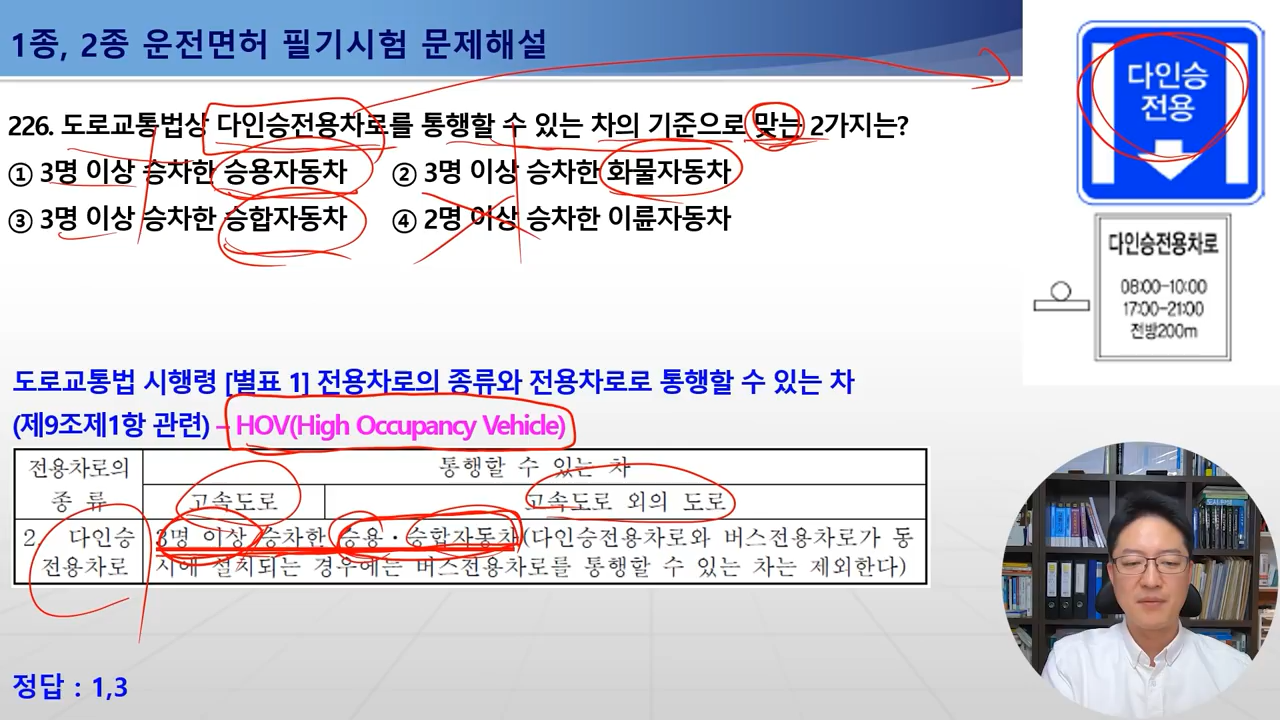 1종, 2종 운전면허 필기시험 문제해설
226. 도로교통법상 다인승전용차로를 통행할 수 있는 차의 기준으로 맞는 2가지는?
① 3명 이상 승차한 승용자동차 ② 3명 이상 승차한 화물자동차
③ 3명 이상 승차한 승합자동차 ④ 2명 이상 승차한 이륜자동차
다인승
전용
다인승전용차로
08:00-10:00
17:00-21:00
전방200m
도로교통법 시행령 [별표 1] 전용차로의 종류와 전용차로로 통행할 수 있는 차
(제9조제1항 관련) – HOV(High Occupancy Vehicle)
전용차로의 종류
통행할 수 있는 차
고속도로
고속도로 외의 도로
2. 다인승 전용차로
3명 이상 승차한 승용·승합자동차(다인승전용차로와 버스전용차로가 동
시에 설치되는 경우에는 버스전용차로를 통행할 수 있는 차는 제외한다)
정답 : 1,3